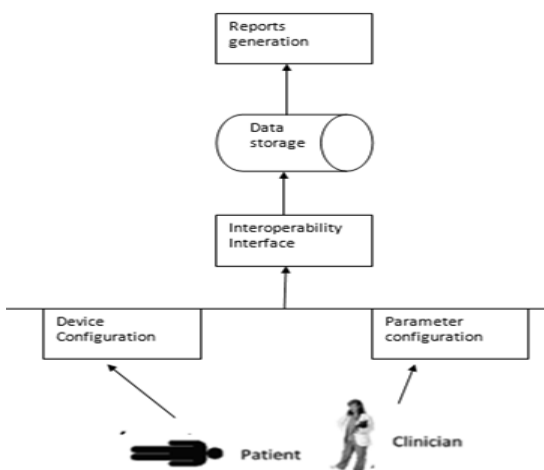 Reports
generation
Data
storage
Interoperability
Interface
Device
Configuration
Parameter
configuration
Patient
Clinician